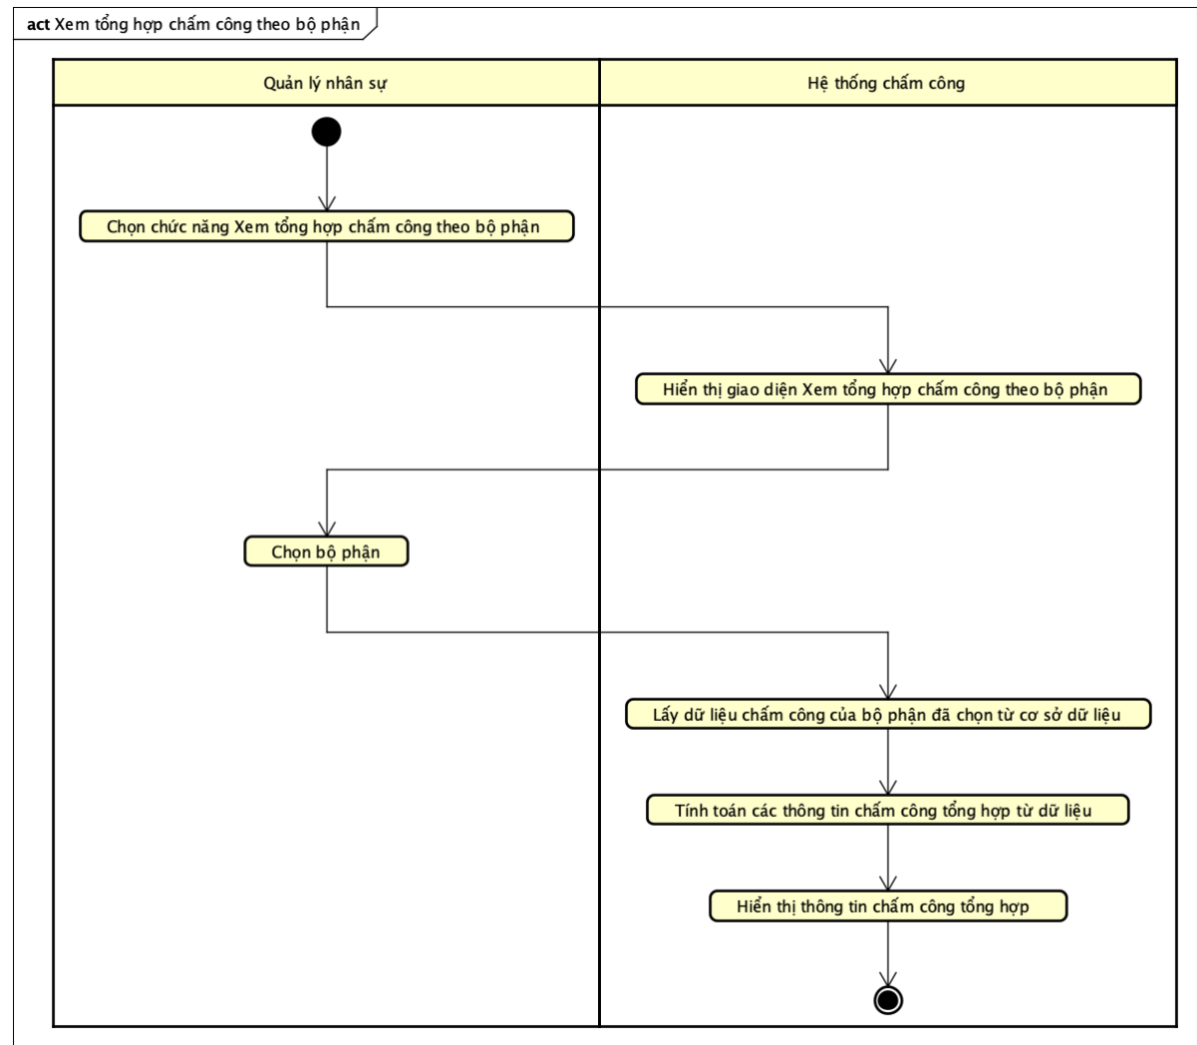 act Xem tổng hợp chấm công theo bộ phận
Quản lý nhân sự
Hệ thống chấm công
Chọn chức năng Xem tổng hợp chấm công theo bộ phận
Hiển thị giao diện Xem tổng hợp chấm công theo bộ phận
Chọn bộ phận
Lấy dữ liệu chấm công của bộ phận đã chọn từ cơ sở dữ liệu
Tính toán các thông tin chấm công tổng hợp từ dữ liệu
Hiển thị thông tin chấm công tổng hợp